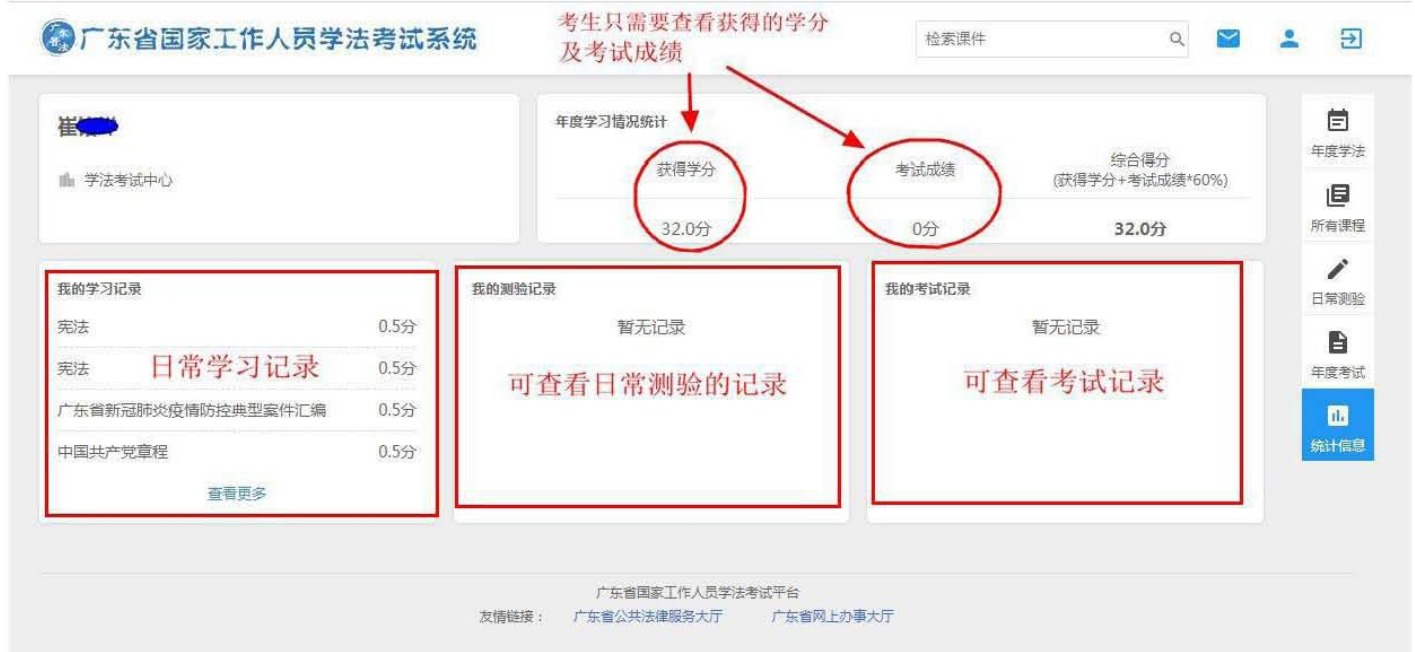 广东省国家工作人员学法考试系统
考生只需要查看获得的学分
及考试成绩
检索课件
崔
学法考试中心
年度学习情况统计
获得学分
考试成绩
综合得分
(获得学分+考试成绩*60%)
32.0分
0分
32.0分
年度学法
所有课程
日常测验
年度考试
统计信息
我的学习记录
宪法 0.5分
宪法 0.5分
日常学习记录
广东省新冠肺炎疫情防控典型案件汇编 0.5分
中国共产党章程 0.5分
查看更多
我的测验记录
暂无记录
可查看日常测验的记录
我的考试记录
暂无记录
可查看考试记录
广东省国家工作人员学法考试平台
友情链接： 广东省公共法律服务大厅 广东省网上办事大厅